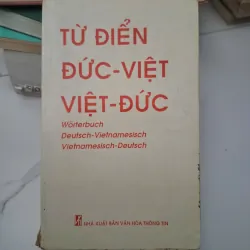 TỪ ĐIỂN
ĐỨC-VIỆT
VIỆT-ĐỨC
Wörterbuch
Deutsch-Vietnamesisch
Vietnamesisch-Deutsch
NHÀ XUẤT BẢN VĂN HÓA THÔNG TIN